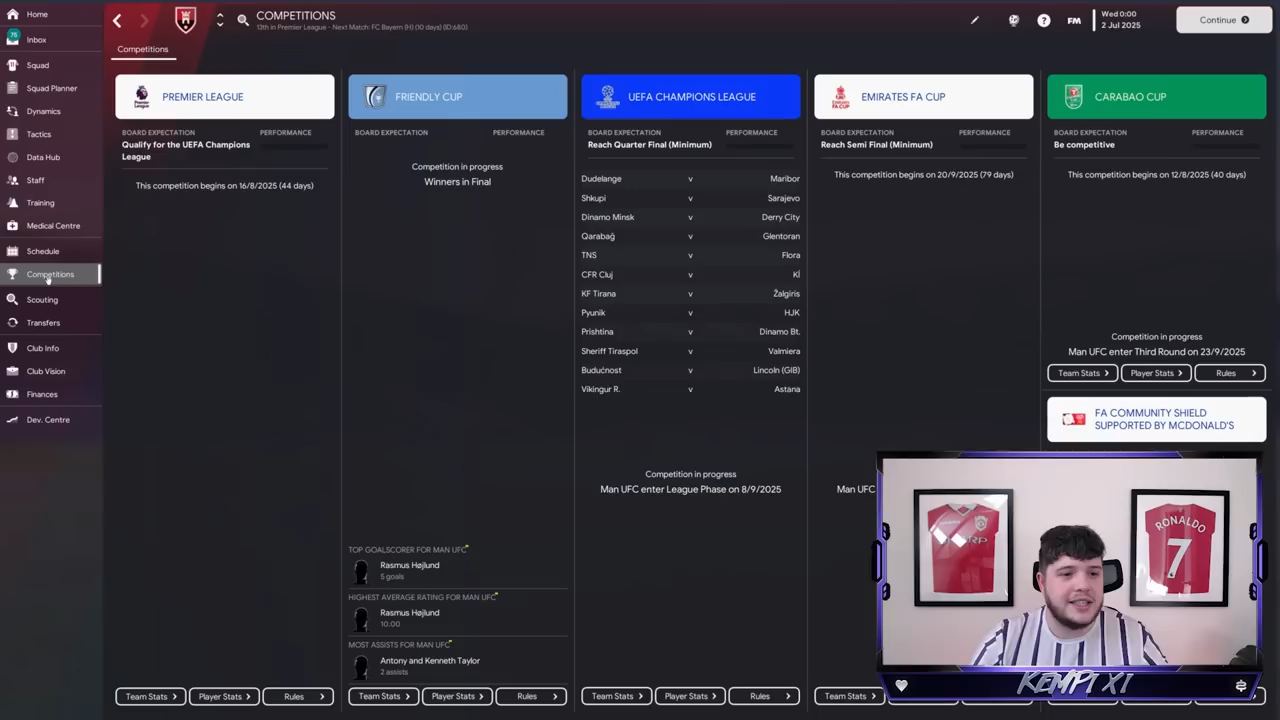 Home
75
Inbox
Squad
Squad Planner
Dynamics
Tactics
Data Hub
Staff
Training
Medical Centre
Schedule
Competitions
Scouting
Transfers
Club Info
Club Vision
Finances
Dev. Centre
COMPETITIONS
13th in Premier League - Next Match: FC Bayern (H) (10 days) (D:680)
FM
Wed 0:00
2 Jul 2025
Continue
Competitions
PREMIER LEAGUE
BOARD EXPECTATION PERFORMANCE
Qualify for the UEFA Champions
League
This competition begins on 16/8/2025 (44 days)
Team Stats Player Stats Rules
FRIENDLY CUP
BOARD EXPECTATION PERFORMANCE
Competition in progress
Winners in Final
TOP GOALSCORER FOR MAN UFC
Rasmus Højlund
5 goals
HIGHEST AVERAGE RATING FOR MAN UFC
Rasmus Højlund
10.00
MOST ASSISTS FOR MAN UFC
Antony and Kenneth Taylor
2 assists
Team Stats Player Stats Rules
UEFA CHAMPIONS LEAGUE
BOARD EXPECTATION PERFORMANCE
Reach Quarter Final (Minimum)
Dudelange v Maribor
Shkupi v Sarajevo
Dinamo Minsk v Derry City
Qarabağ v Glentoran
TNS v Flora
CFR Cluj v KÍ
KF Tirana v Žalgiris
Pyunik v HJK
Prishtina v Dinamo Bt.
Sheriff Tiraspol v Valmiera
Budućnost v Lincoln (GIB)
Víkingur R. v Astana
Competition in progress
Man UFC enter League Phase on 8/9/2025
Team Stats Player Stats Rules
Emirates FA Cup
EMIRATES FA CUP
BOARD EXPECTATION PERFORMANCE
Reach Semi Final (Minimum)
This competition begins on 20/9/2025 (79 days)
Man UFC
Team Stats
CARABAO CUP
BOARD EXPECTATION PERFORMANCE
Be competitive
This competition begins on 12/8/2025 (40 days)
Competition in progress
Man UFC enter Third Round on 23/9/2025
Team Stats Player Stats Rules
FA COMMUNITY SHIELD
SUPPORTED BY MCDONALD'S
RONALDO
7
KEMPI XI